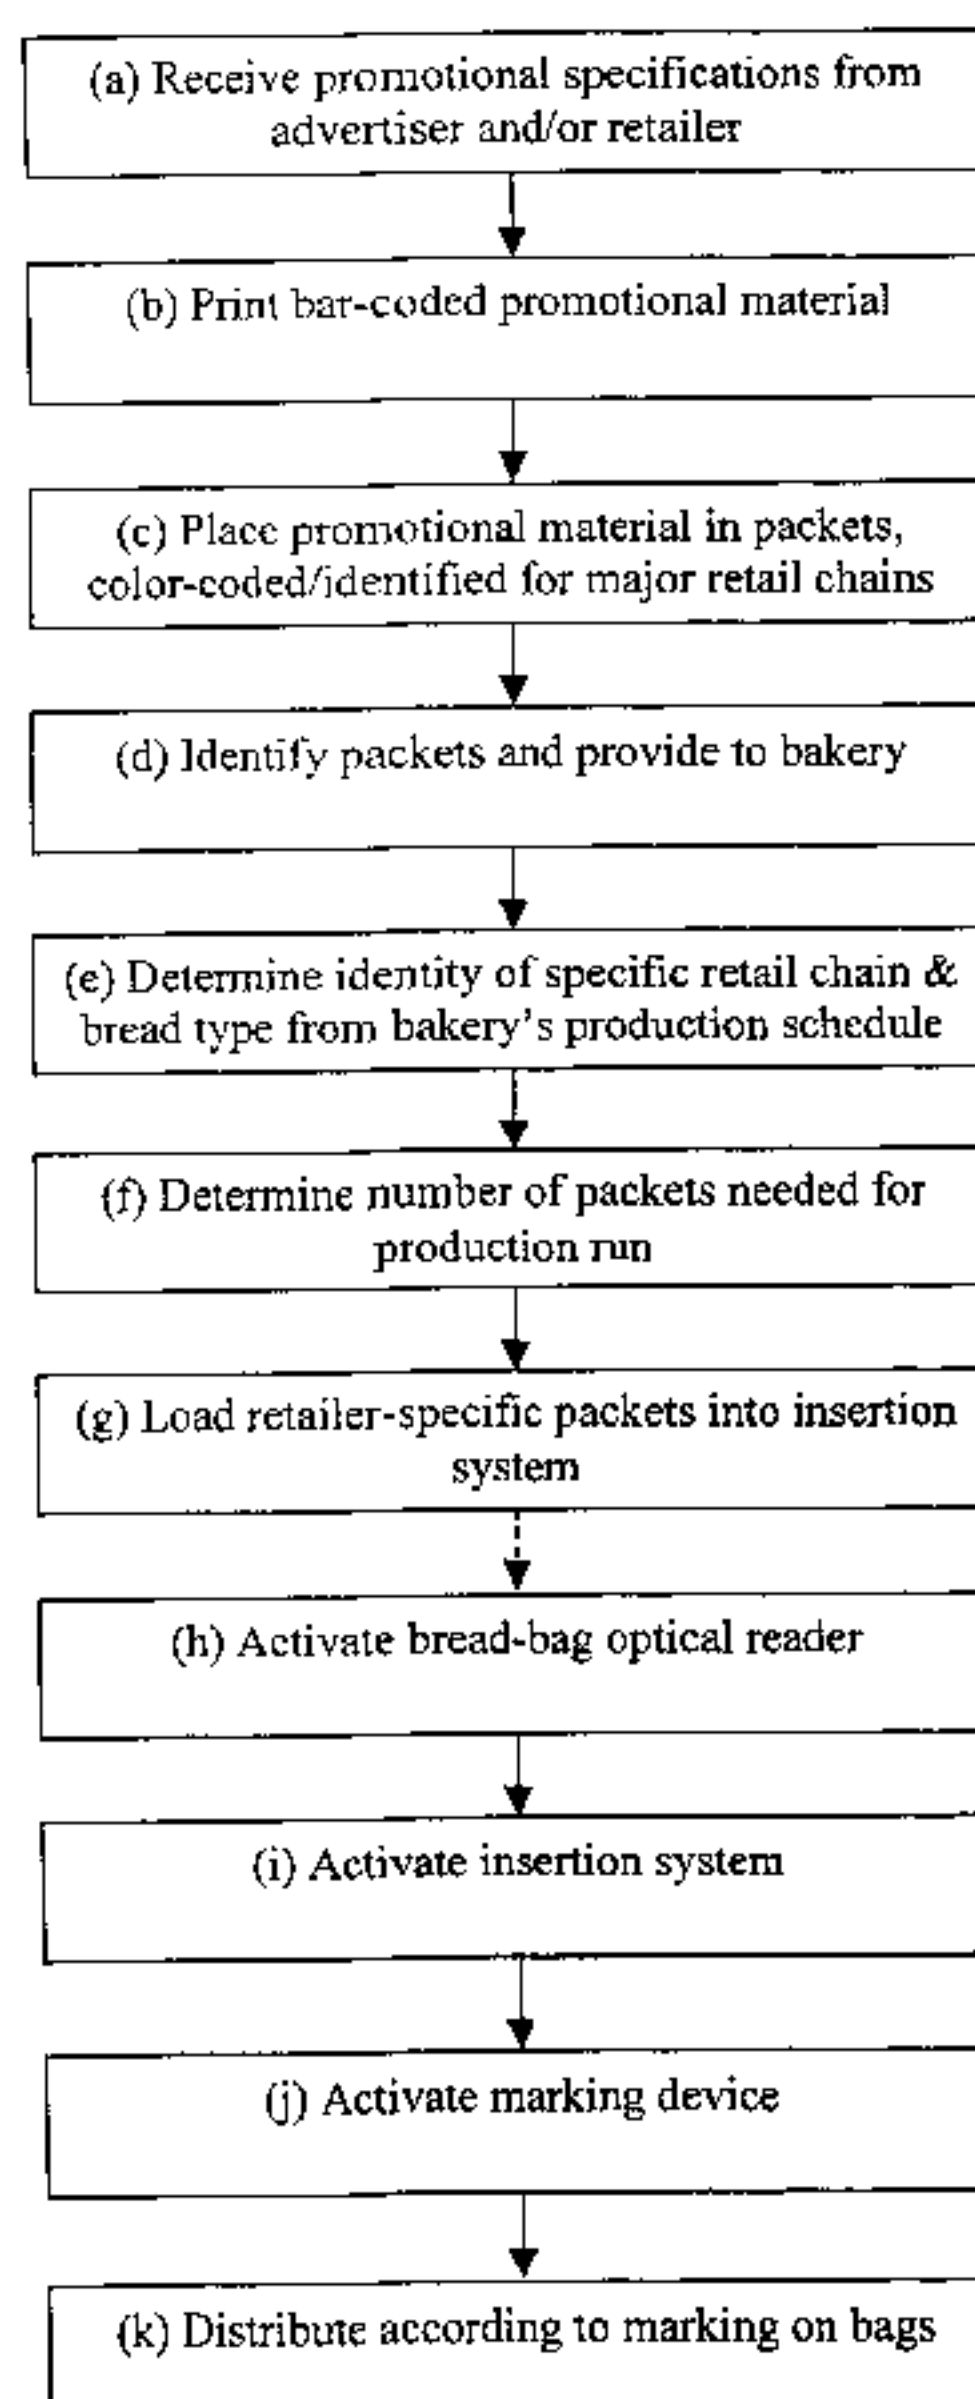 (a) Receive promotional specifications from
advertiser and/or retailer
(b) Print bar-coded promotional material
(c) Place promotional material in packets,
color-coded/identified for major retail chains
(d) Identify packets and provide to bakery
(e) Determine identity of specific retail chain &
bread type from bakery's production schedule
(f) Determine number of packets needed for
production run
(g) Load retailer-specific packets into insertion
system
(h) Activate bread-bag optical reader
(i) Activate insertion system
(j) Activate marking device
(k) Distribute according to marking on bags